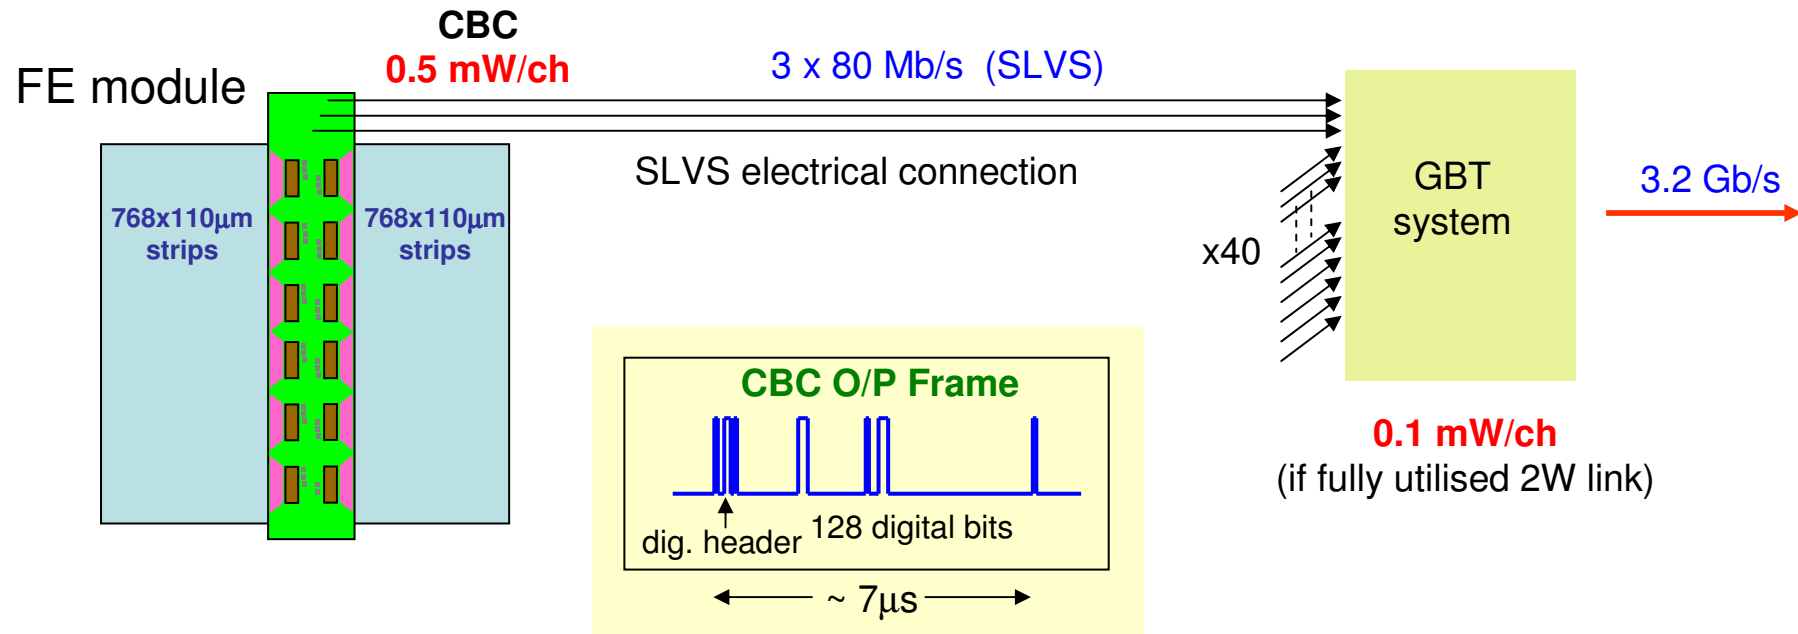 CBC
0.5 mW/ch
3 x 80 Mb/s (SLVS)
FE module
SLVS electrical connection
GBT
system
3.2 Gb/s
768x110μm
strips
768x110μm
strips
x40
CBC O/P Frame
dig. header
128 digital bits
~ 7μs
0.1 mW/ch
(if fully utilised 2W link)